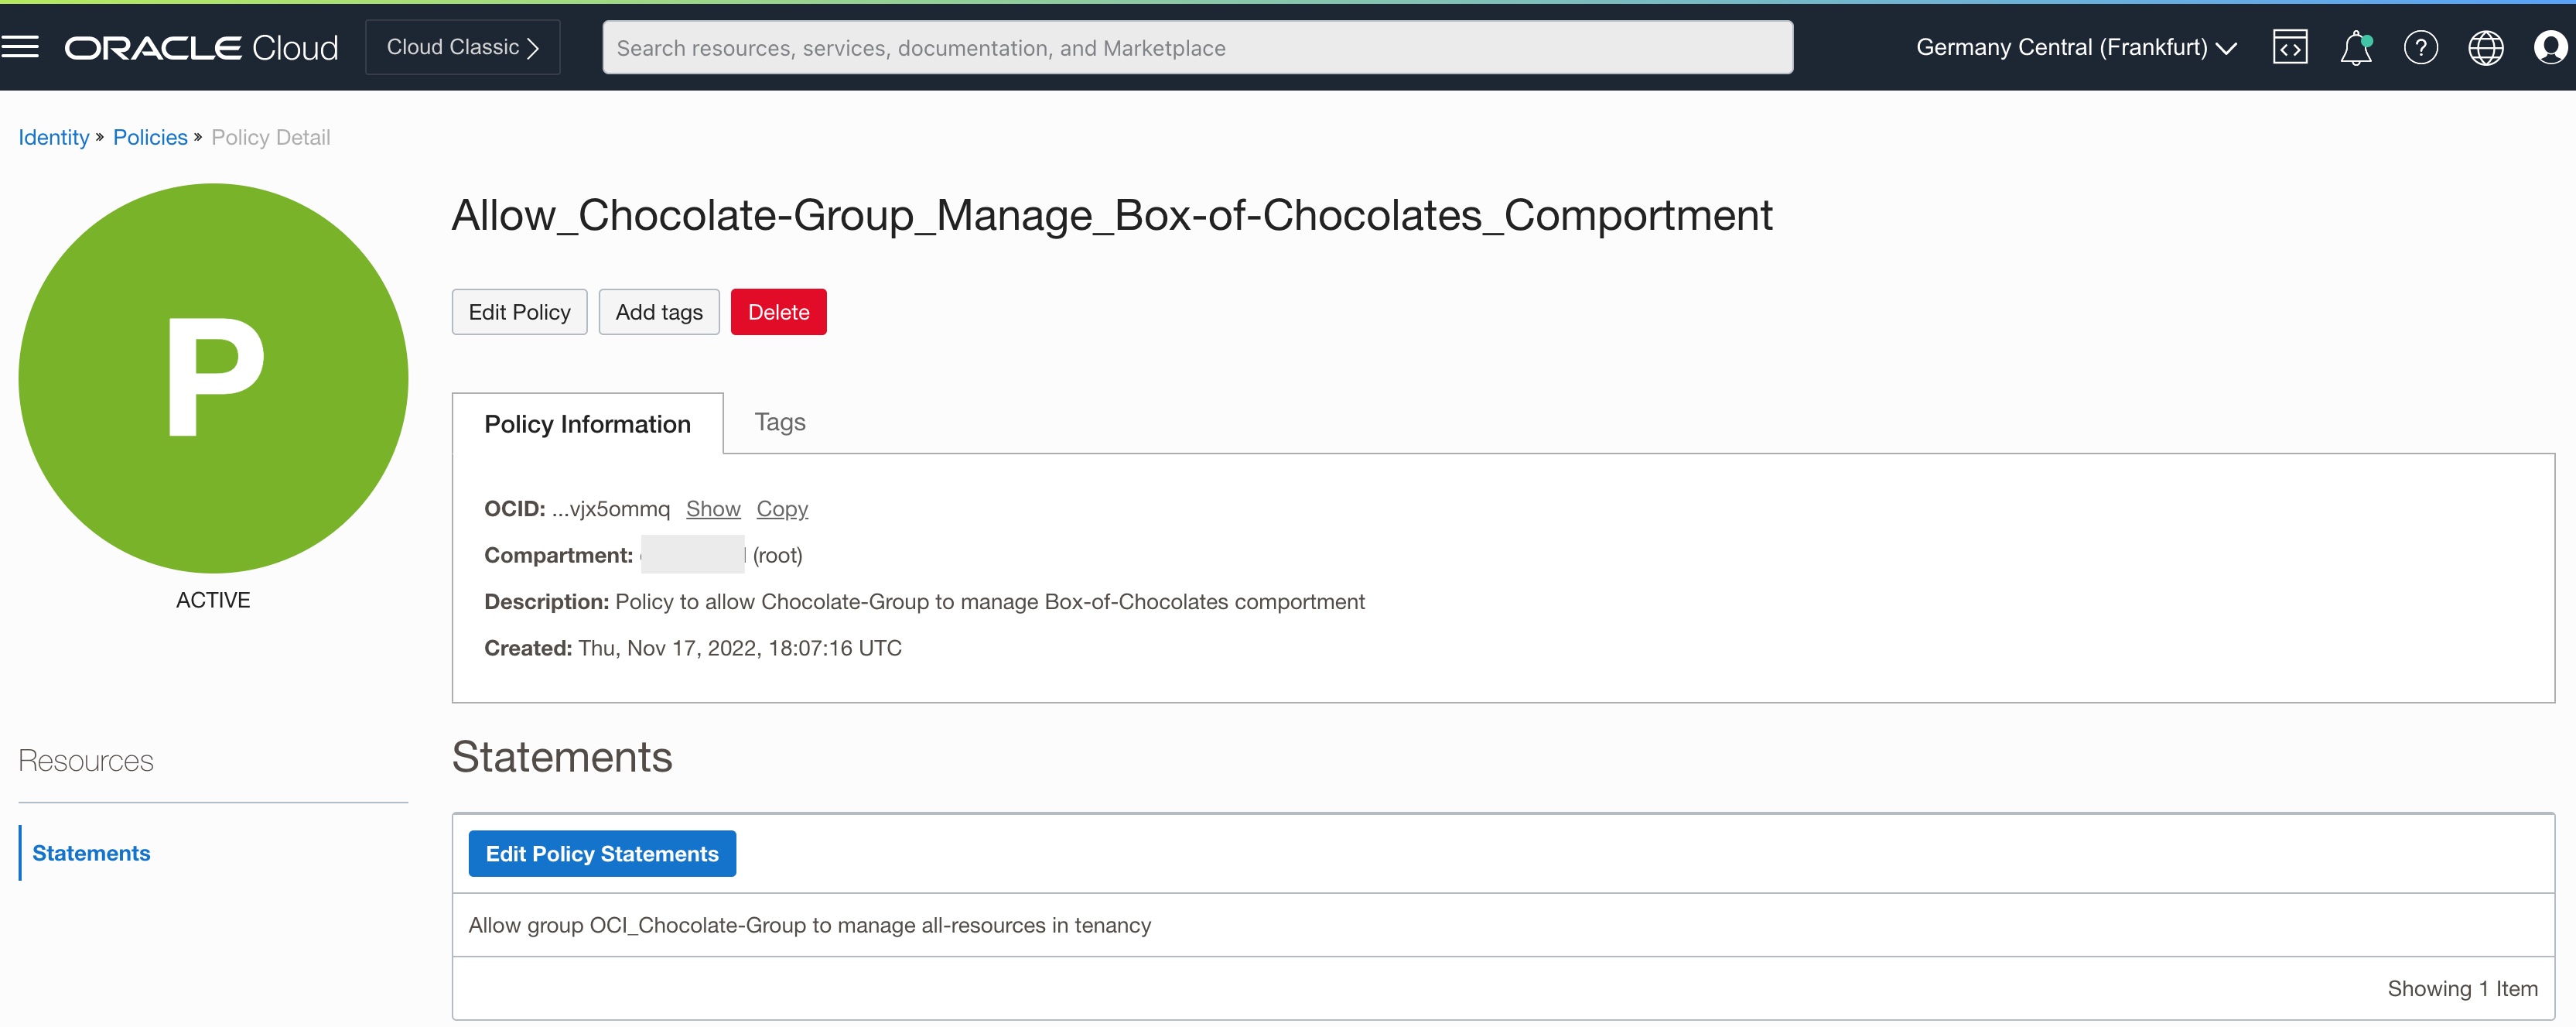 ORACLE Cloud Cloud Classic Search resources, services, documentation, and Marketplace Germany Central (Frankfurt)
Identity » Policies » Policy Detail
P
ACTIVE
Allow_Chocolate-Group_Manage_Box-of-Chocolates_Comportment
Edit Policy Add tags Delete
Policy Information Tags
OCID: ...vjx5ommq Show Copy
Compartment: (root)
Description: Policy to allow Chocolate-Group to manage Box-of-Chocolates comportment
Created: Thu, Nov 17, 2022, 18:07:16 UTC
Resources
Statements
Statements
Edit Policy Statements
Allow group OCI_Chocolate-Group to manage all-resources in tenancy
Showing 1 Item